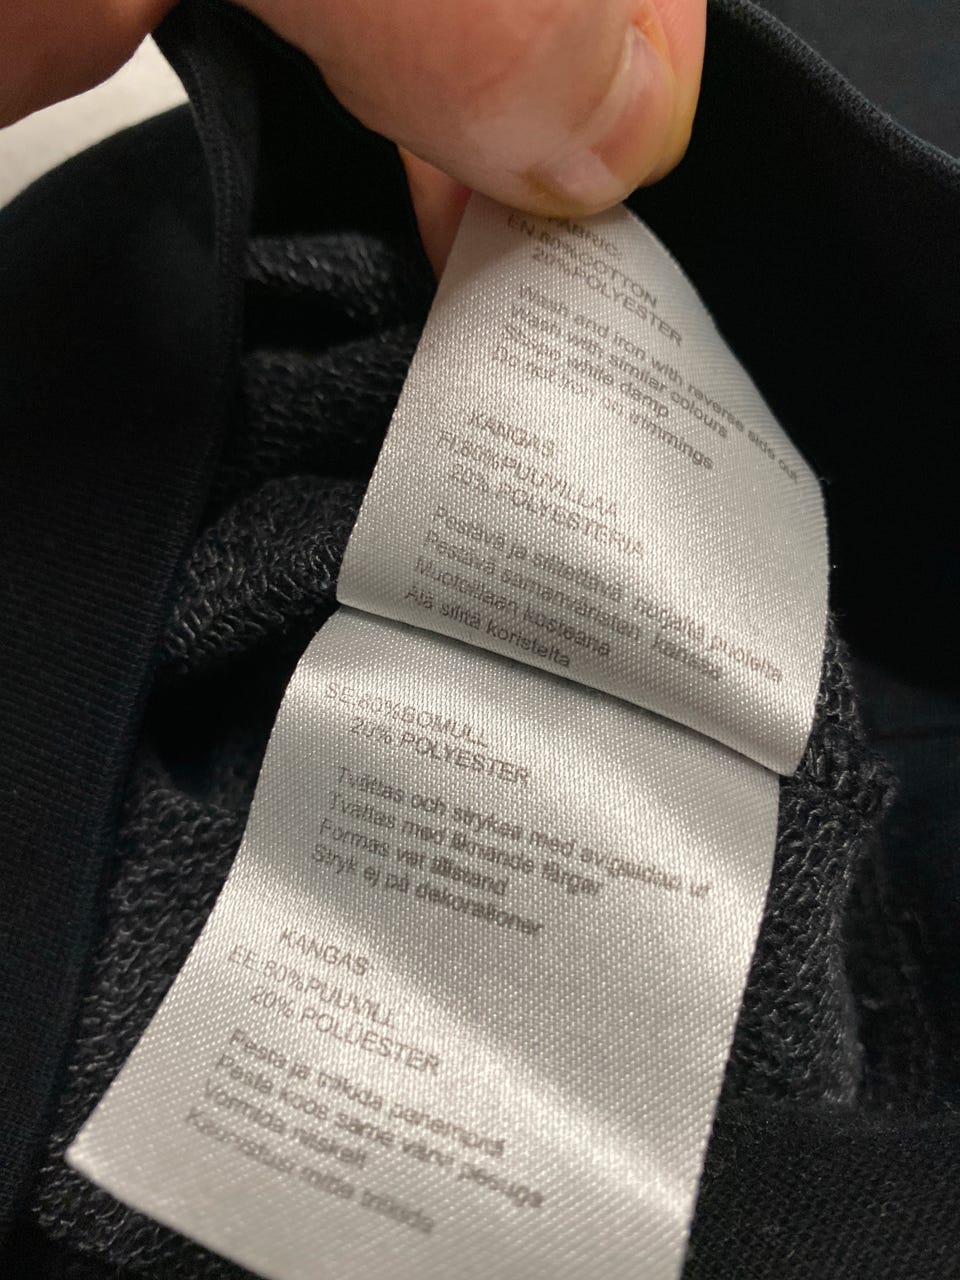 FABRIC:
EN.80%COTTON
20%POLYESTER
Wash and iron with reverse side out
Wash with similar colours
Shape while damp
Do not iron on trimmings
KANGAS:
FI.80%PUUVILLAA
20% POLYESTERIA
Pestävä ja silitettävä nurjalta puolelta
Pestävä samanväristen kanssa
Muotoillaan kosteana
Älä silitä koristeita
SE.80%BOMULL
20% POLYESTER
Tvättas och strykas med avigsidan ut
Tvättas med liknande färger
Formas vat tillstand
Stryk ej på dekorationer
KANGAS:
EE.80%PUUVILL
20% POLÜESTER
Pesta ja triikida pahempidi
Pesta koos sama värvi pesuga
Vormida niiskelt
Kaunistusi mitte triikida